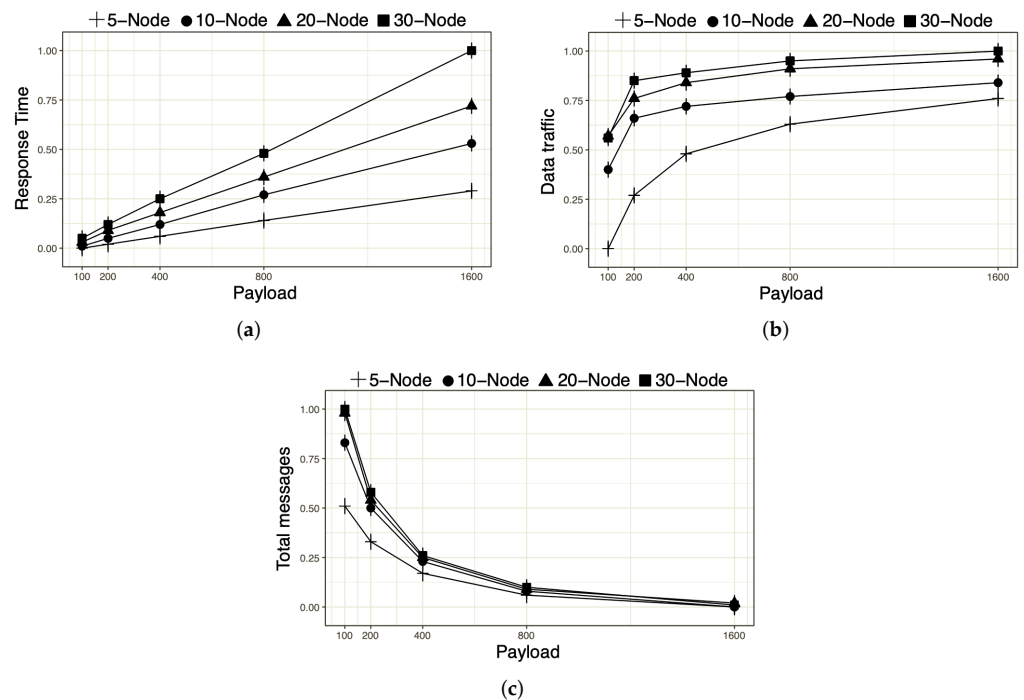 5−Node 10−Node 20−Node 30−Node
1.00
0.75
0.50
0.25
0.00
Response Time
100 200 400 800 1600
Payload
(a)
5−Node 10−Node 20−Node 30−Node
1.00
0.75
0.50
0.25
0.00
Data traffic
100 200 400 800 1600
Payload
(b)
5−Node 10−Node 20−Node 30−Node
1.00
0.75
0.50
0.25
0.00
Total messages
100 200 400 800 1600
Payload
(c)